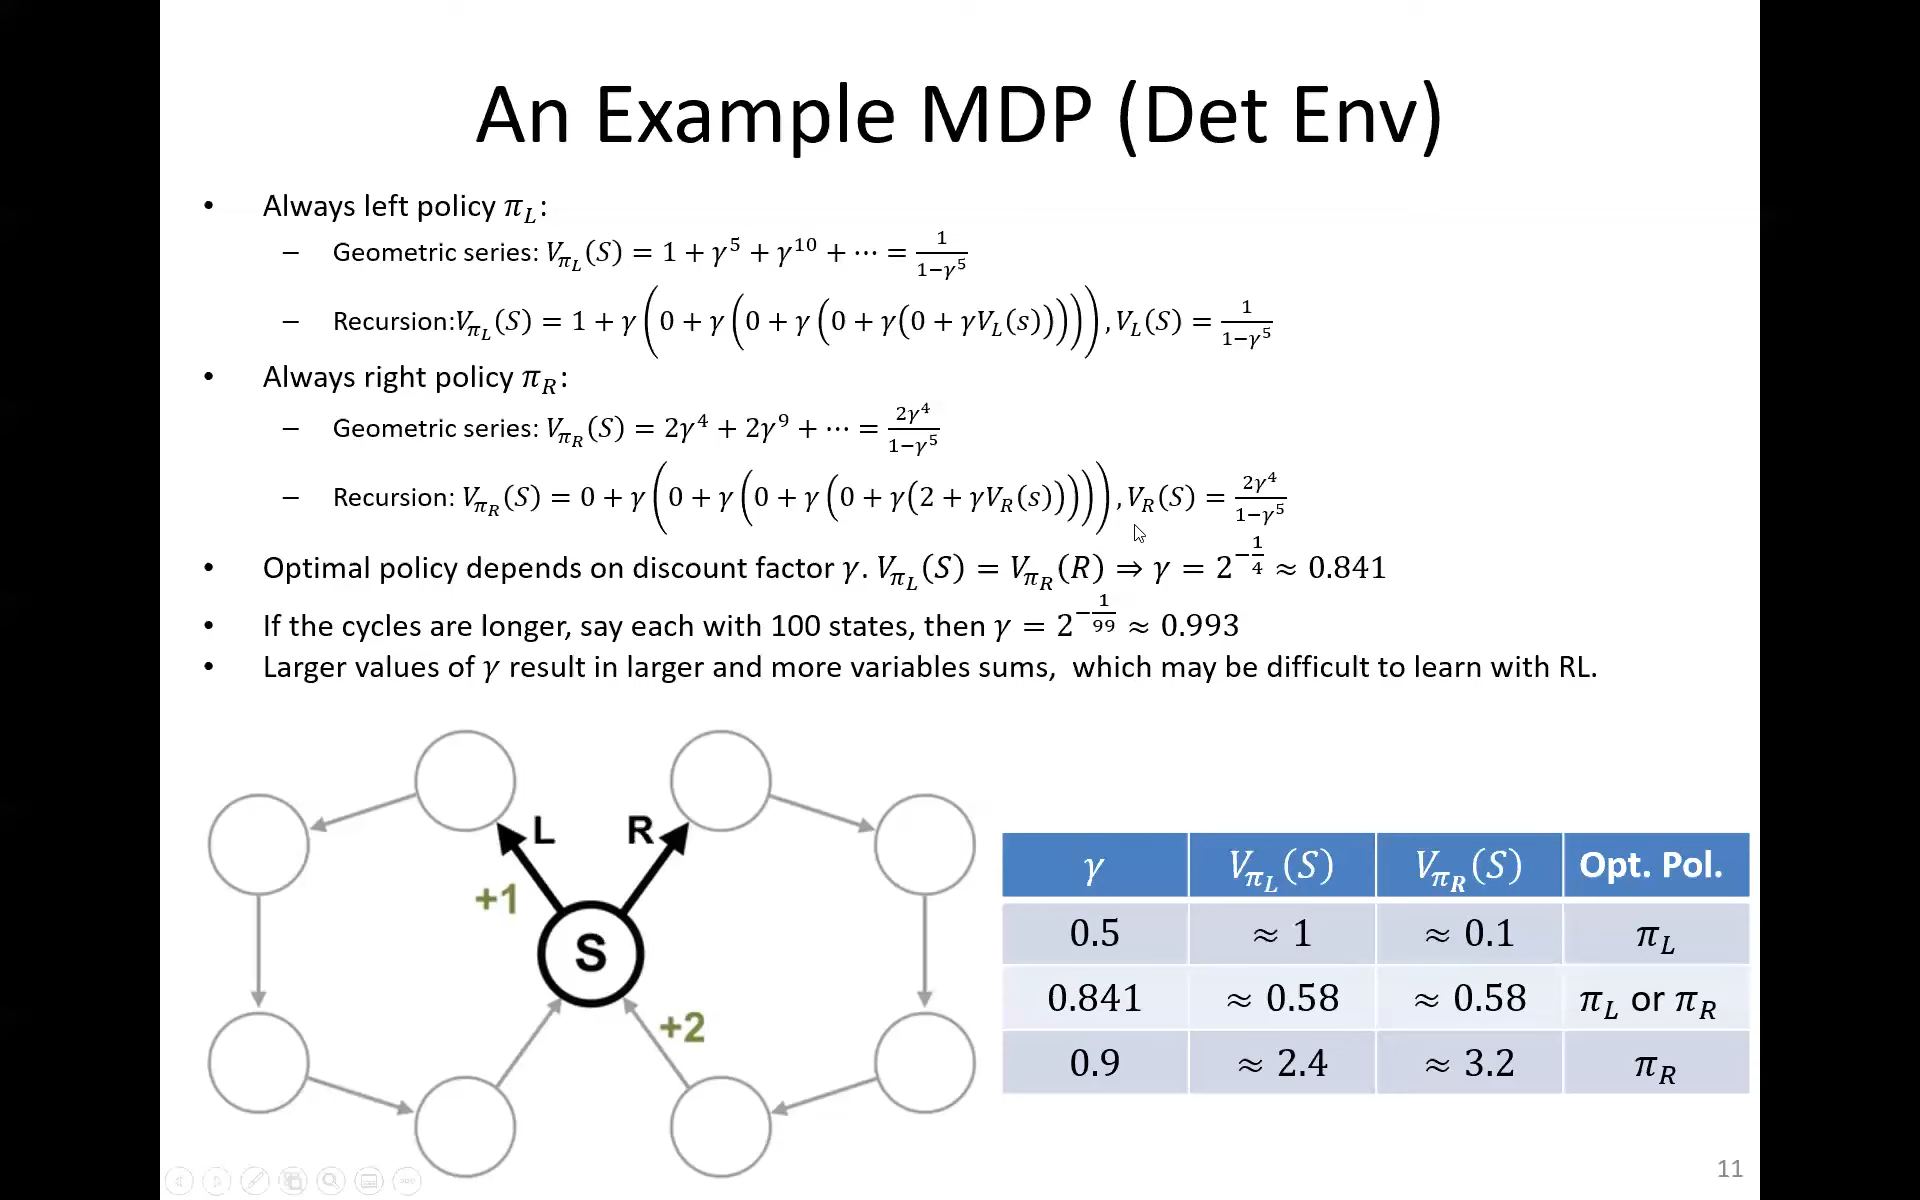 An Example MDP (Det Env)
• Always left policy π_L:
– Geometric series: V_{π_L}(S) = 1 + γ^5 + γ^{10} + ⋯ = \frac{1}{1−γ^5}
– Recursion:V_{π_L}(S) = 1 + γ(0 + γ(0 + γ(0 + γ(0 + γV_L(s))))), V_L(S) = \frac{1}{1−γ^5}
• Always right policy π_R:
– Geometric series: V_{π_R}(S) = 2γ^4 + 2γ^9 + ⋯ = \frac{2γ^4}{1−γ^5}
– Recursion: V_{π_R}(S) = 0 + γ(0 + γ(0 + γ(0 + γ(2 + γV_R(s))))), V_R(S) = \frac{2γ^4}{1−γ^5}
• Optimal policy depends on discount factor γ. V_{π_L}(S) = V_{π_R}(R) ⇒ γ = 2^{−\frac{1}{4}} ≈ 0.841
• If the cycles are longer, say each with 100 states, then γ = 2^{−\frac{1}{99}} ≈ 0.993
• Larger values of γ result in larger and more variables sums, which may be difficult to learn with RL.
L R
+1
S
+2
γ V_{π_L}(S) V_{π_R}(S) Opt. Pol.
0.5 ≈ 1 ≈ 0.1 π_L
0.841 ≈ 0.58 ≈ 0.58 π_L or π_R
0.9 ≈ 2.4 ≈ 3.2 π_R
11